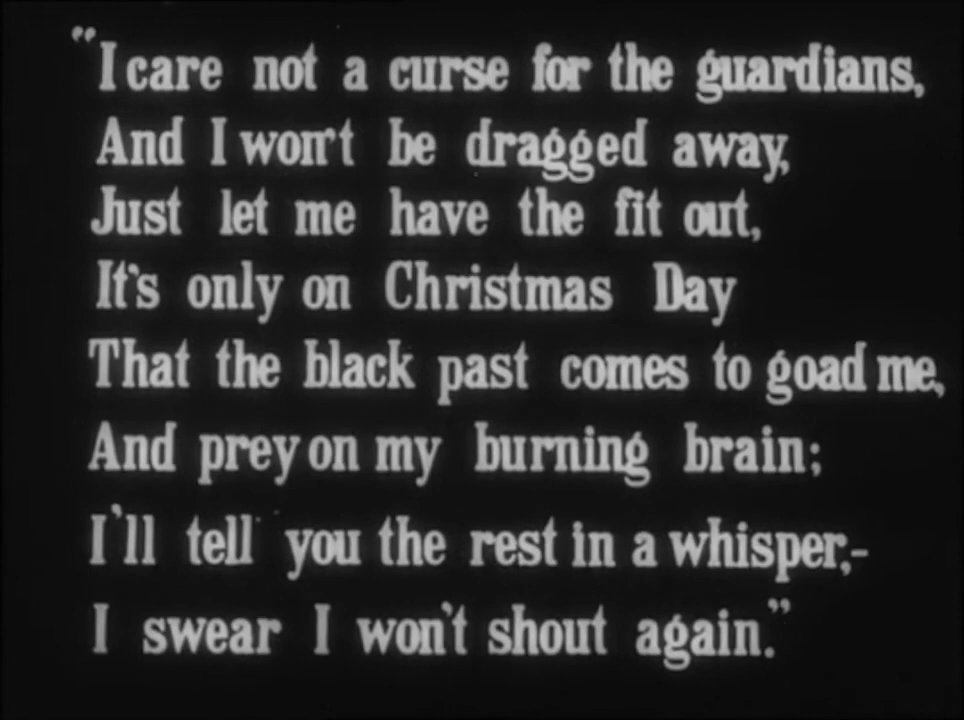 "I care not a curse for the guardians,
And I won't be dragged away,
Just let me have the fit out,
It's only on Christmas Day
That the black past comes to goad me,
And prey on my burning brain;
I'll tell you the rest in a whisper,-
I swear I won't shout again."